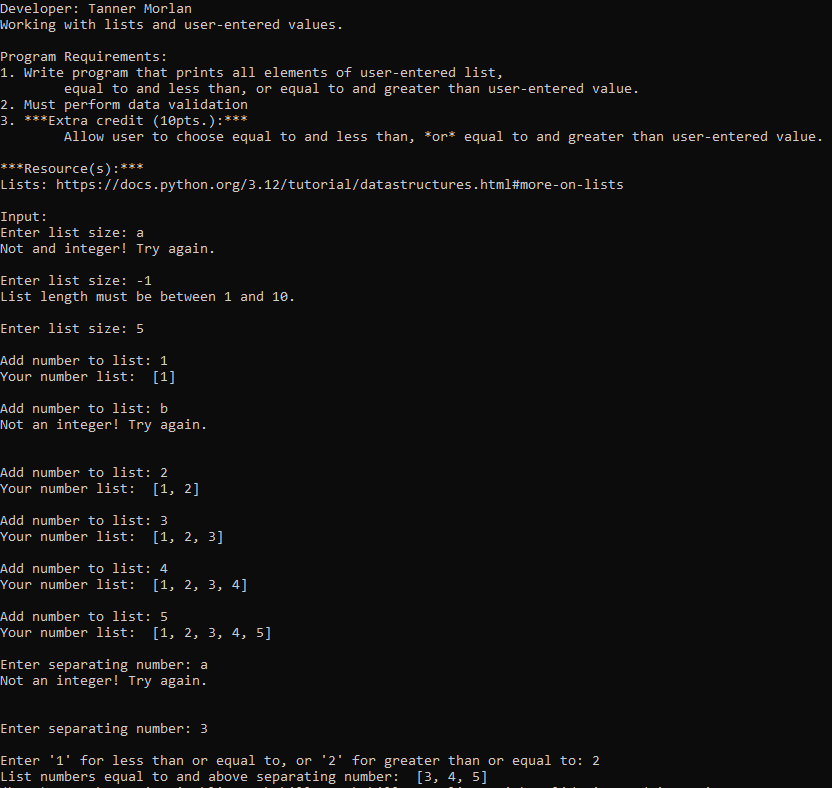 Developer: Tanner Morlan
Working with lists and user-entered values.
Program Requirements:
1. Write program that prints all elements of user-entered list,
equal to and less than, or equal to and greater than user-entered value.
2. Must perform data validation
3. ***Extra credit (10pts.):***
Allow user to choose equal to and less than, *or* equal to and greater than user-entered value.
***Resource(s):***
Lists: https://docs.python.org/3.12/tutorial/datastructures.html#more-on-lists
Input:
Enter list size: a
Not and integer! Try again.
Enter list size: -1
List length must be between 1 and 10.
Enter list size: 5
Add number to list: 1
Your number list:  [1]
Add number to list: b
Not an integer! Try again.
Add number to list: 2
Your number list:  [1, 2]
Add number to list: 3
Your number list:  [1, 2, 3]
Add number to list: 4
Your number list:  [1, 2, 3, 4]
Add number to list: 5
Your number list:  [1, 2, 3, 4, 5]
Enter separating number: a
Not an integer! Try again.
Enter separating number: 3
Enter '1' for less than or equal to, or '2' for greater than or equal to: 2
List numbers equal to and above separating number:  [3, 4, 5]